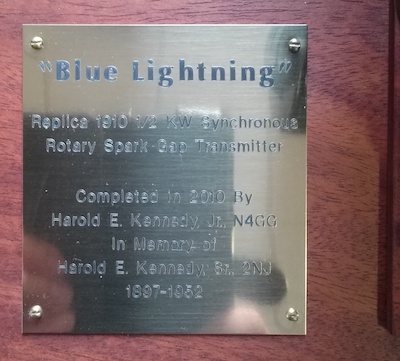 "Blue Lightning"
Replica 1910 1/2 KW Synchronous
Rotary Spark Gap Transmitter
Completed in 2010 By
Harold E. Kennedy, Jr. N4GG
In Memory of
Harold E. Kennedy, Sr. 2NJ
1897-1952